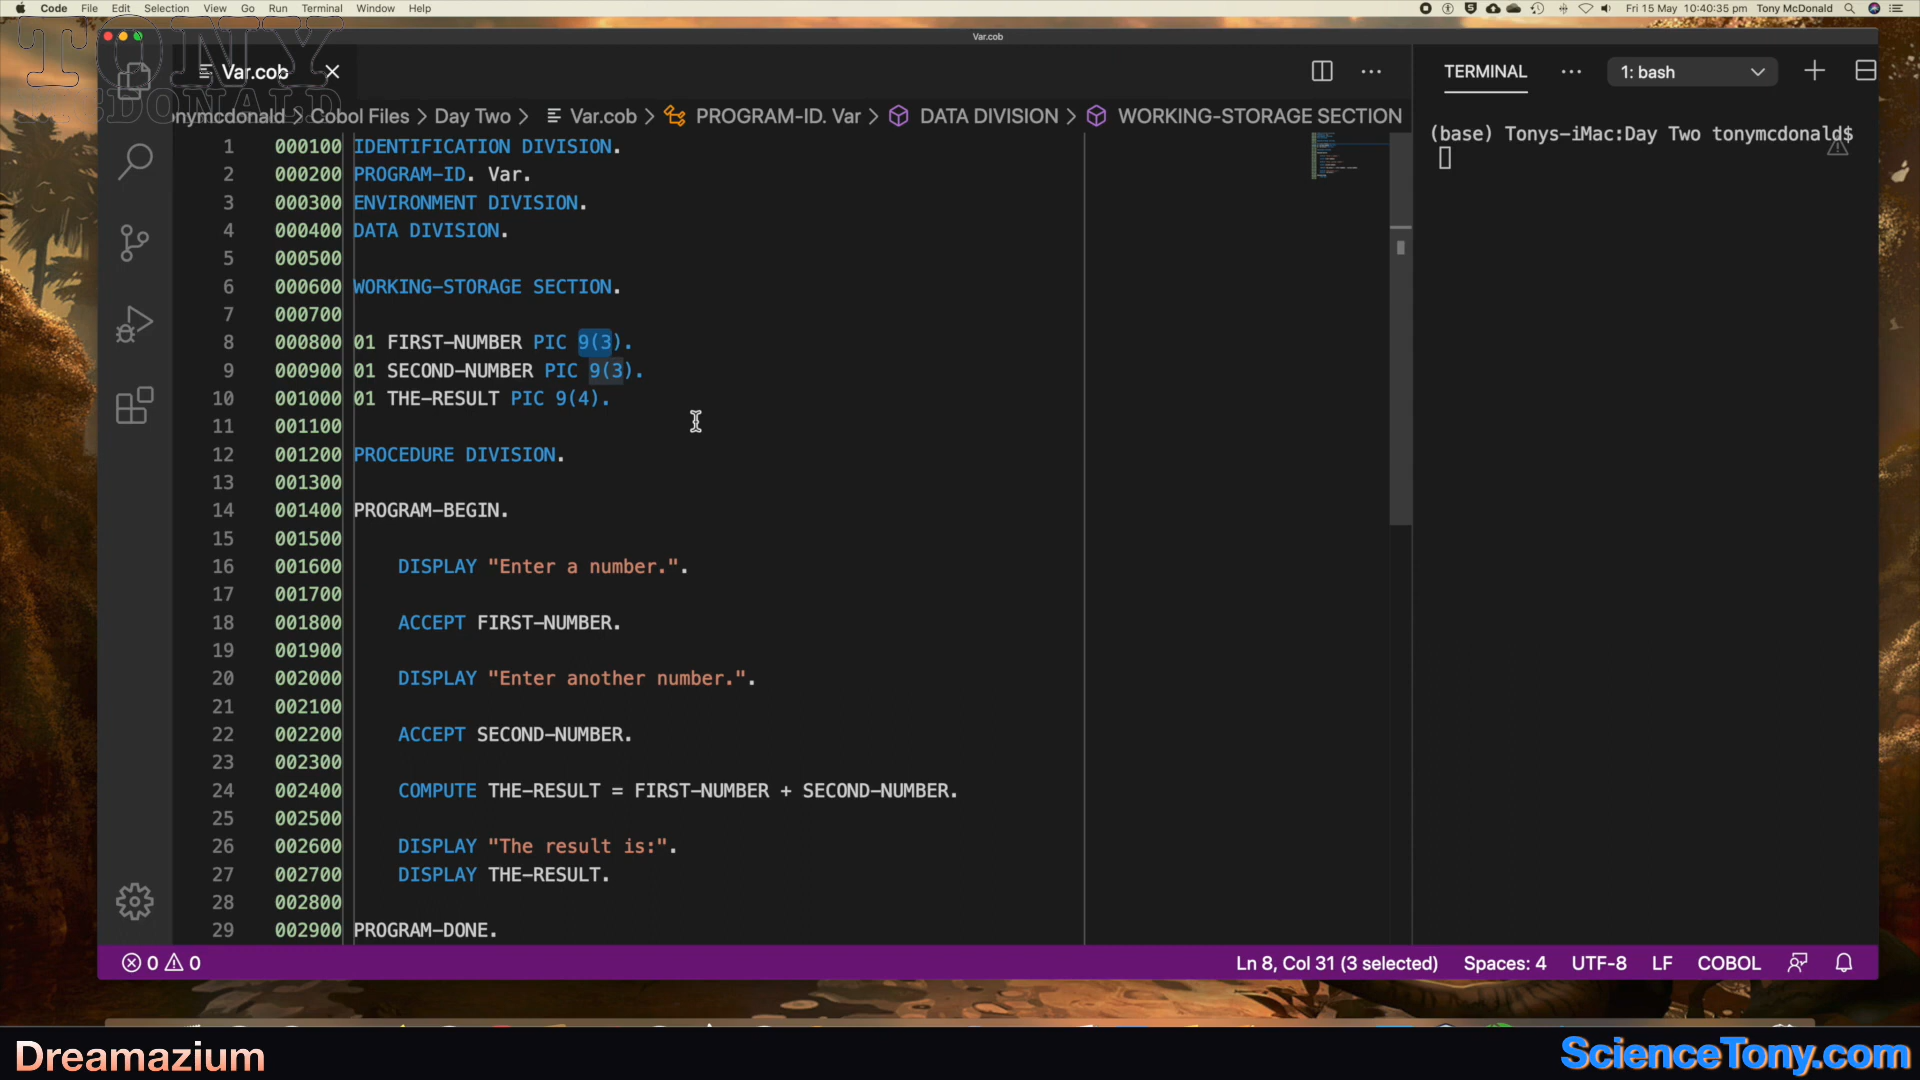 Code File Edit Selection View Go Run Terminal Window Help Fri 15 May 10:40:35 pm Tony McDonald
TONY
MCDONALD
Var.cob
Var.cob
TERMINAL 1: bash
onymcdonald > Cobol Files > Day Two > Var.cob > PROGRAM-ID. Var > DATA DIVISION > WORKING-STORAGE SECTION
(base) Tonys-iMac:Day Two tonymcdonald$
1 000100 IDENTIFICATION DIVISION.
2 000200 PROGRAM-ID. Var.
3 000300 ENVIRONMENT DIVISION.
4 000400 DATA DIVISION.
5 000500
6 000600 WORKING-STORAGE SECTION.
7 000700
8 000800 01 FIRST-NUMBER PIC 9(3).
9 000900 01 SECOND-NUMBER PIC 9(3).
10 001000 01 THE-RESULT PIC 9(4).
11 001100
12 001200 PROCEDURE DIVISION.
13 001300
14 001400 PROGRAM-BEGIN.
15 001500
16 001600 DISPLAY "Enter a number.".
17 001700
18 001800 ACCEPT FIRST-NUMBER.
19 001900
20 002000 DISPLAY "Enter another number.".
21 002100
22 002200 ACCEPT SECOND-NUMBER.
23 002300
24 002400 COMPUTE THE-RESULT = FIRST-NUMBER + SECOND-NUMBER.
25 002500
26 002600 DISPLAY "The result is:".
27 002700 DISPLAY THE-RESULT.
28 002800
29 002900 PROGRAM-DONE.
0 0 Ln 8, Col 31 (3 selected) Spaces: 4 UTF-8 LF COBOL
Dreamazium ScienceTony.com